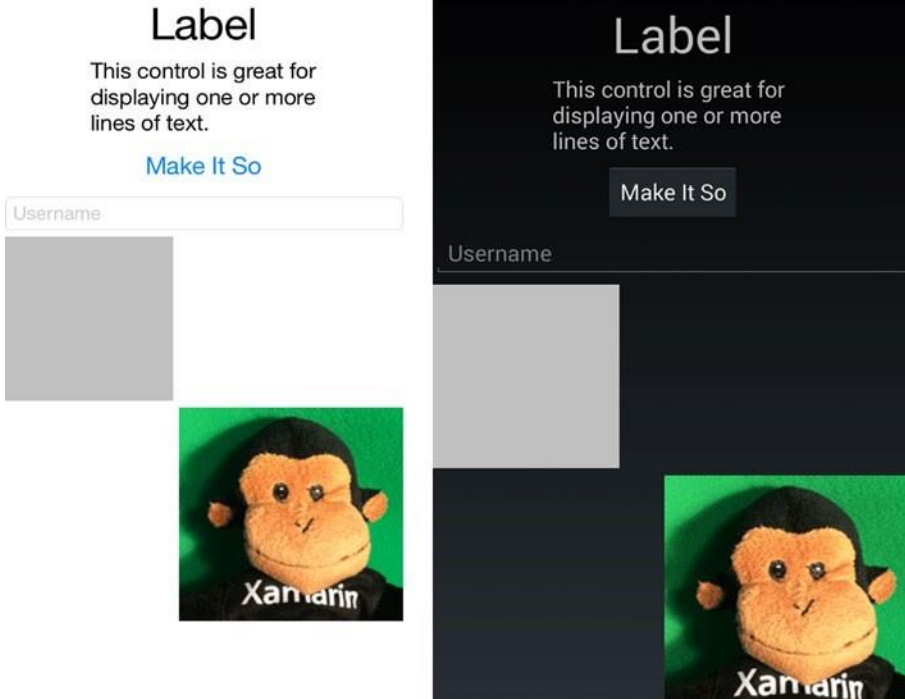 Label
This control is great for
displaying one or more
lines of text.
Make It So
Username
Xamarin
Label
This control is great for
displaying one or more
lines of text.
Make It So
Username
Xamarin